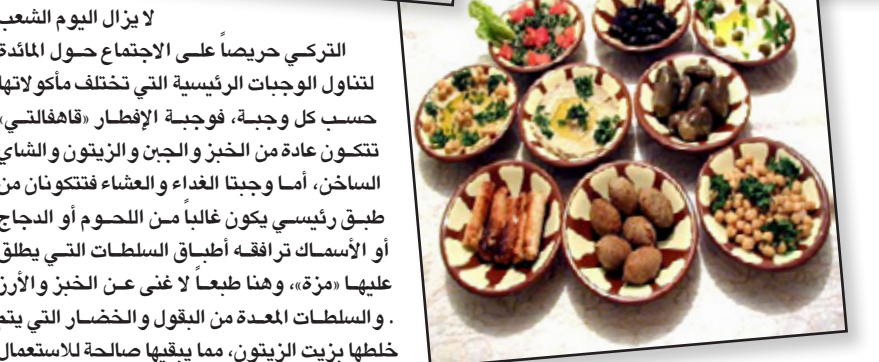 لا يزال اليوم الشعب
التركي حريصاً على الاجتماع حول المائدة
لتناول الوجبات الرئيسية التي تختلف مأكولاتها
حسب كل وجبة، فوجبة الإفطار «قاهفالتي»
تتكون عادة من الخبز والجبن والزيتون والشاي
الساخن، أما وجبتا الغداء والعشاء فتتكونان من
طبق رئيسي يكون غالباً من اللحوم أو الدجاج
أو الأسماك ترافقه أطباق السلطات التي يطلق
عليها «مزة»، وهنا طبعاً لا غنى عن الخبز والأرز
. والسلطات المعدة من البقول والخضار التي يتم
خلطها بزيت الزيتون، مما يبقيها صالحة للاستعمال